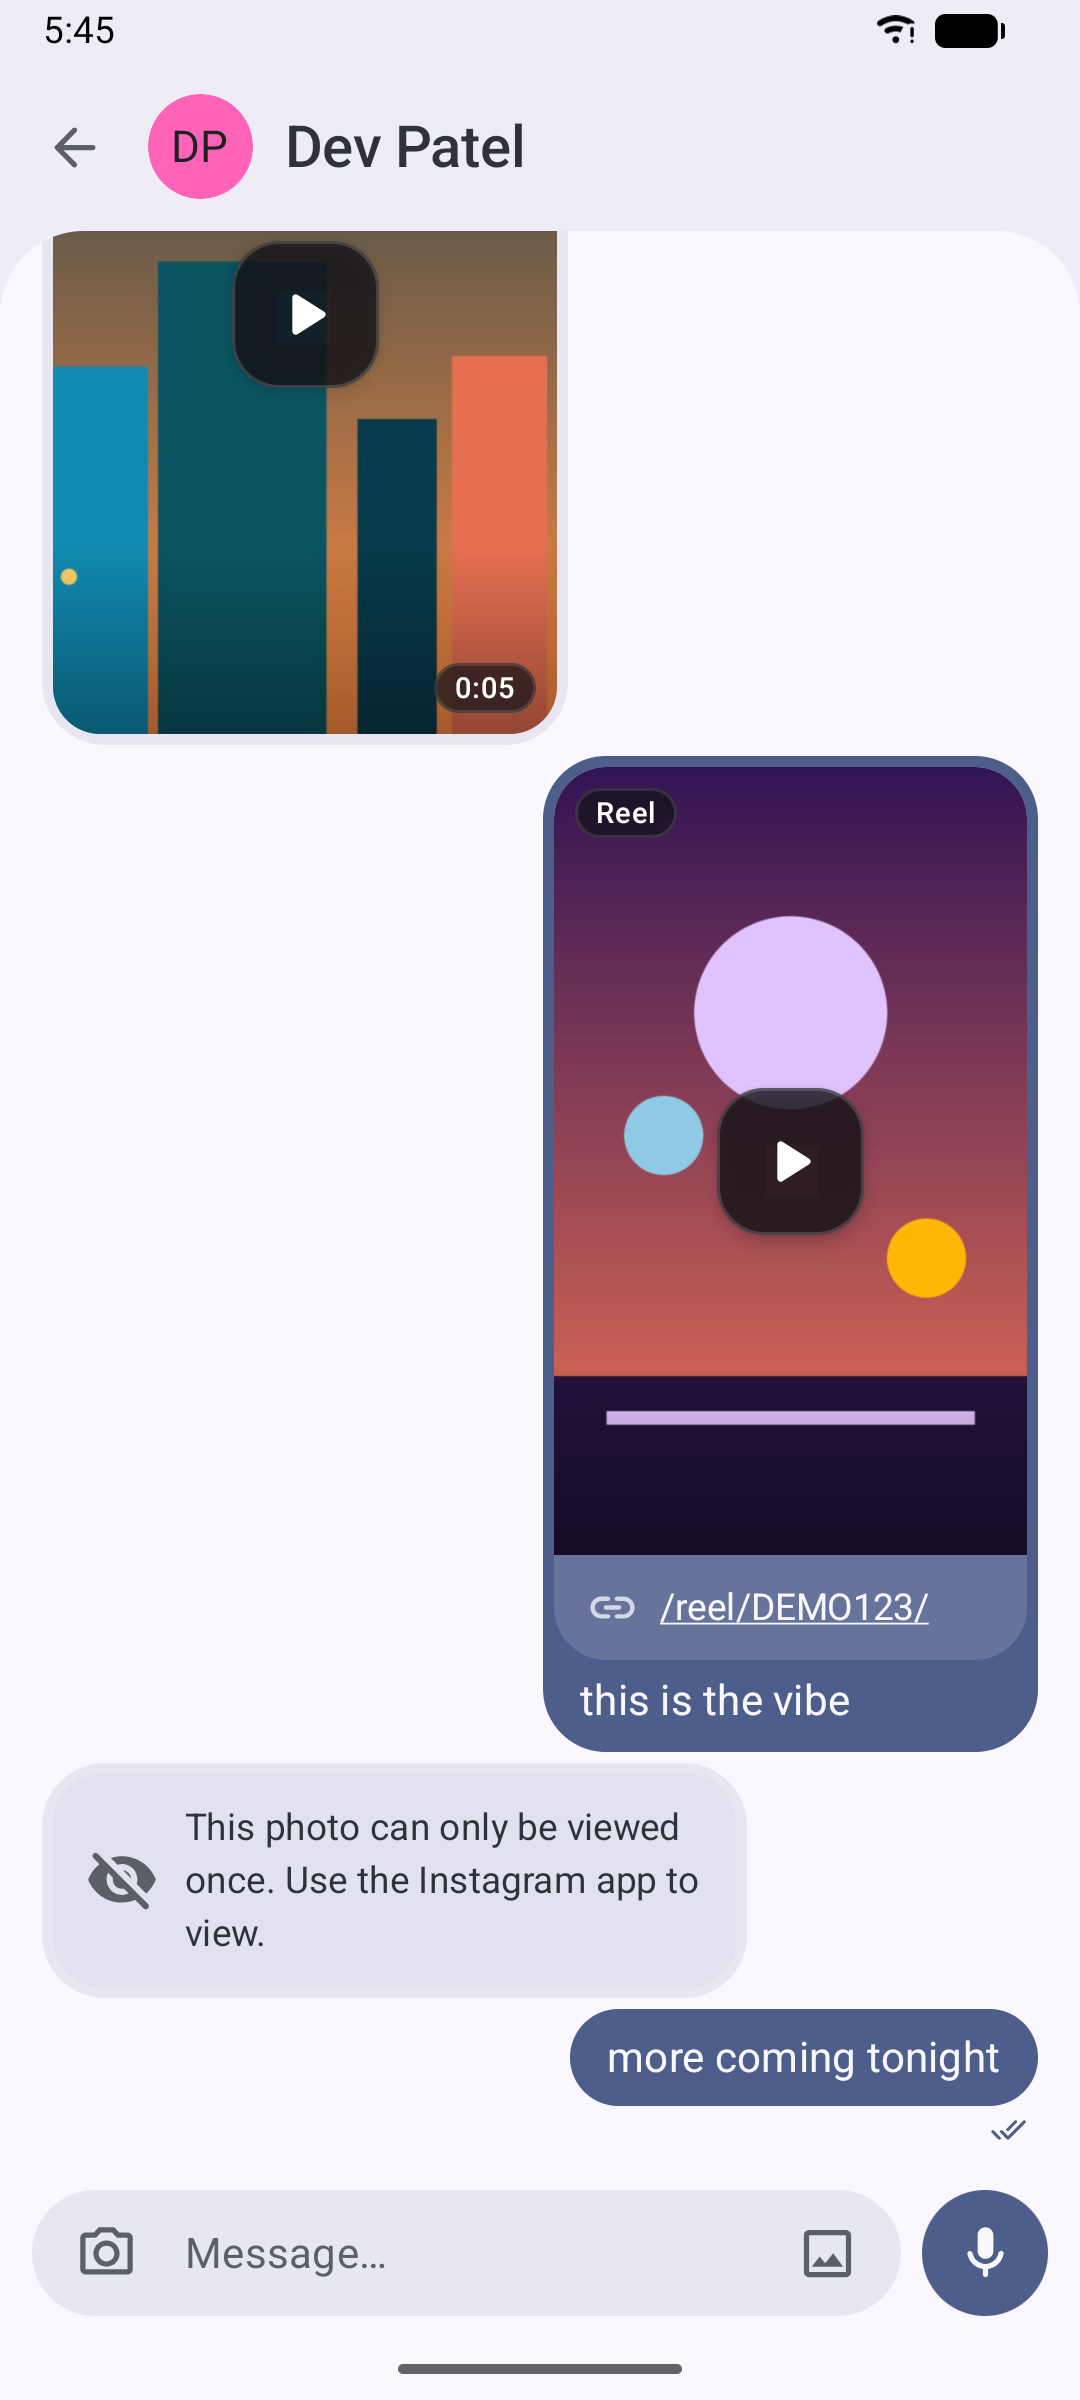 5:45
DP
Dev Patel
0:05
Reel
/reel/DEMO123/
this is the vibe
This photo can only be viewed
once. Use the Instagram app to
view.
more coming tonight
Message…